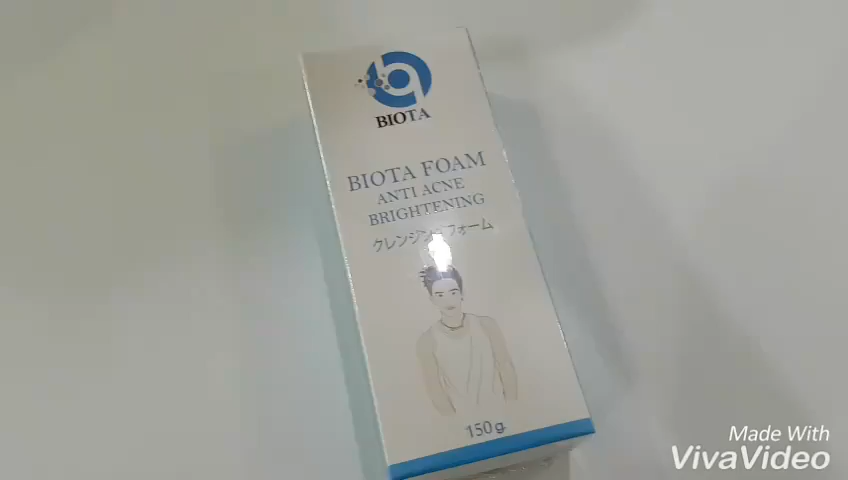 BIOTA
BIOTA FOAM
ANTI ACNE
BRIGHTENING
クレンジングフォーム
150g
Made With
VivaVideo